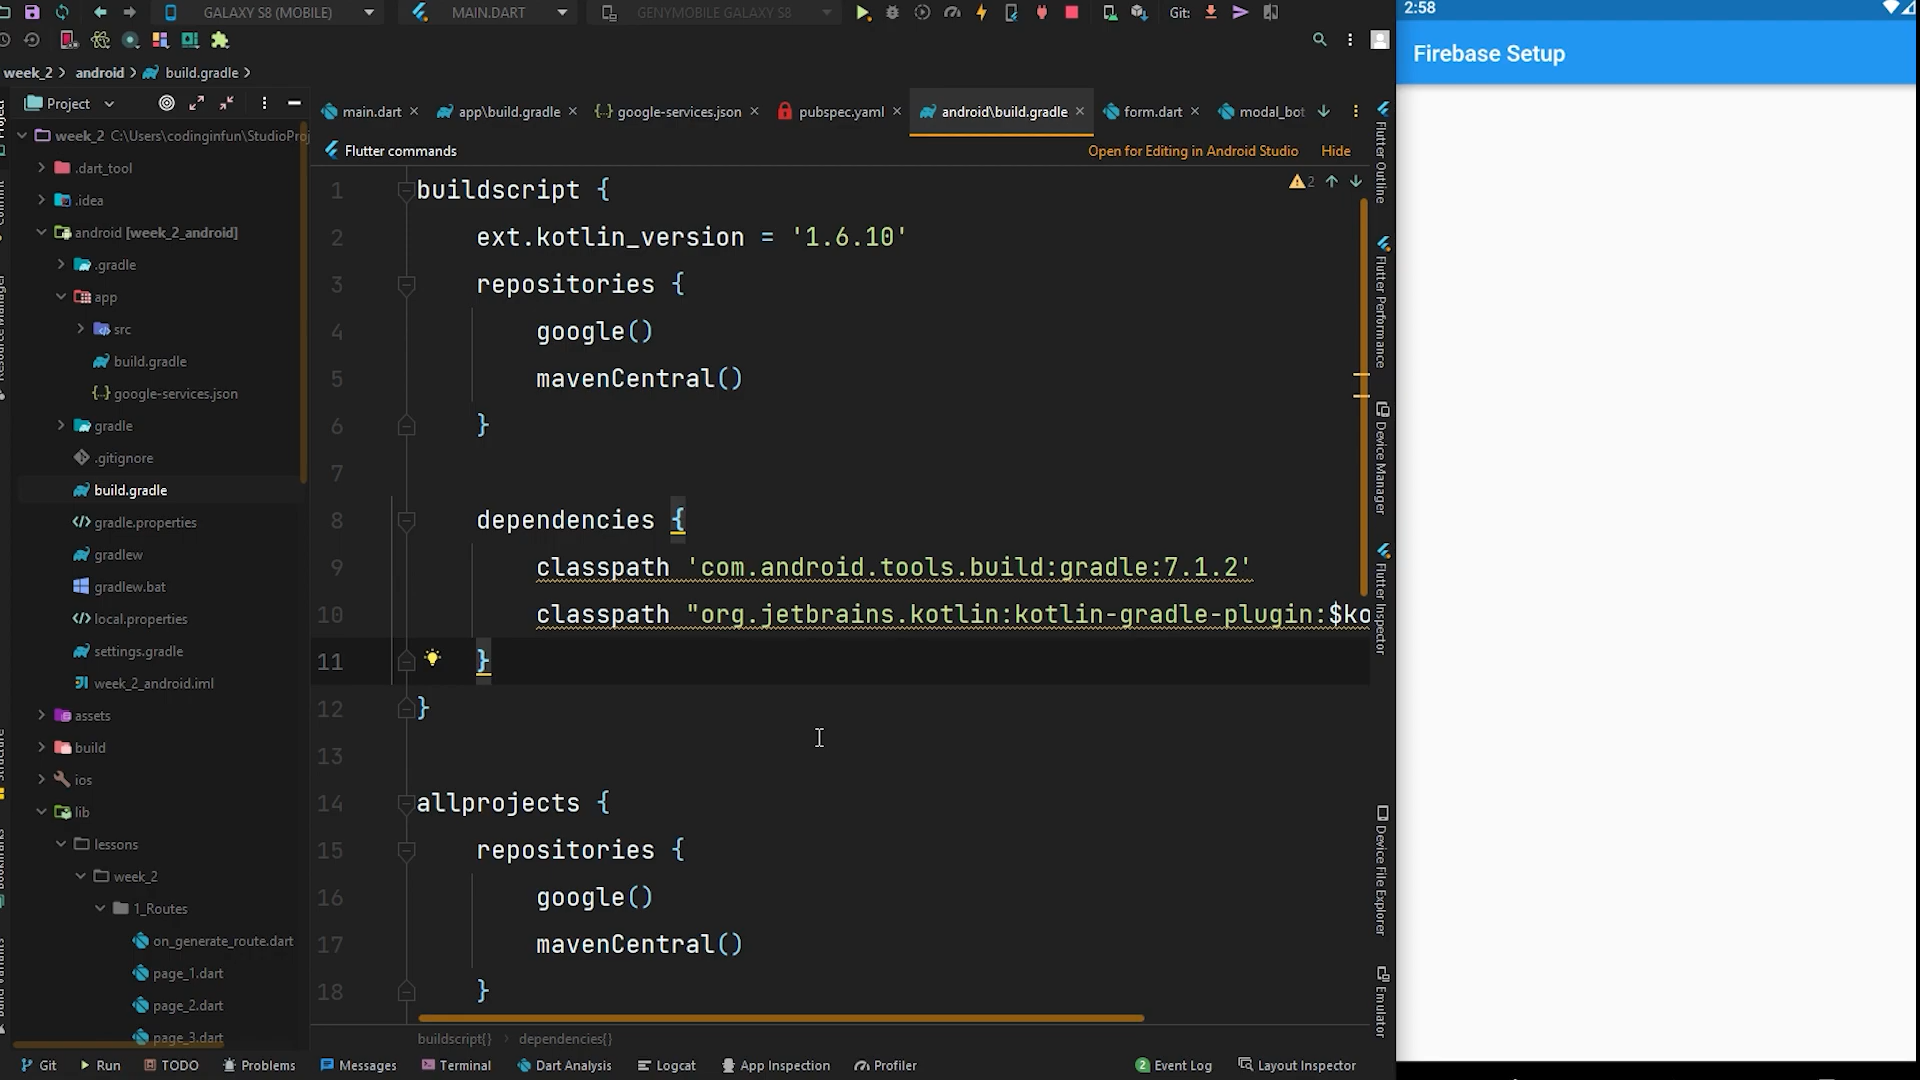 GALAXY S8 (MOBILE)
MAIN.DART
GENYMOBILE GALAXY S8
Git:
2:58
Firebase Setup
week_2
android
build.gradle
Project
main.dart
app\build.gradle
google-services.json
pubspec.yaml
android\build.gradle
form.dart
modal_bot
Flutter commands
Open for Editing in Android Studio
Hide
week_2 C:\Users\codinginfun\StudioProj
.dart_tool
.idea
android [week_2_android]
.gradle
app
src
build.gradle
google-services.json
gradle
.gitignore
build.gradle
gradle.properties
gradlew
gradlew.bat
local.properties
settings.gradle
week_2_android.iml
assets
build
ios
lib
lessons
week_2
1_Routes
on_generate_route.dart
page_1.dart
page_2.dart
page_3.dart
2
1 buildscript {
2 ext.kotlin_version = '1.6.10'
3 repositories {
4 google()
5 mavenCentral()
6 }
7
8 dependencies {
9 classpath 'com.android.tools.build:gradle:7.1.2'
10 classpath "org.jetbrains.kotlin:kotlin-gradle-plugin:$ko
11 }
12 }
13
14 allprojects {
15 repositories {
16 google()
17 mavenCentral()
18 }
buildscript{}
dependencies{}
Flutter Outline
Flutter Performance
Device Manager
Flutter Inspector
Device File Explorer
Emulator
Git
Run
TODO
Problems
Messages
Terminal
Dart Analysis
Logcat
App Inspection
Profiler
2 Event Log
Layout Inspector